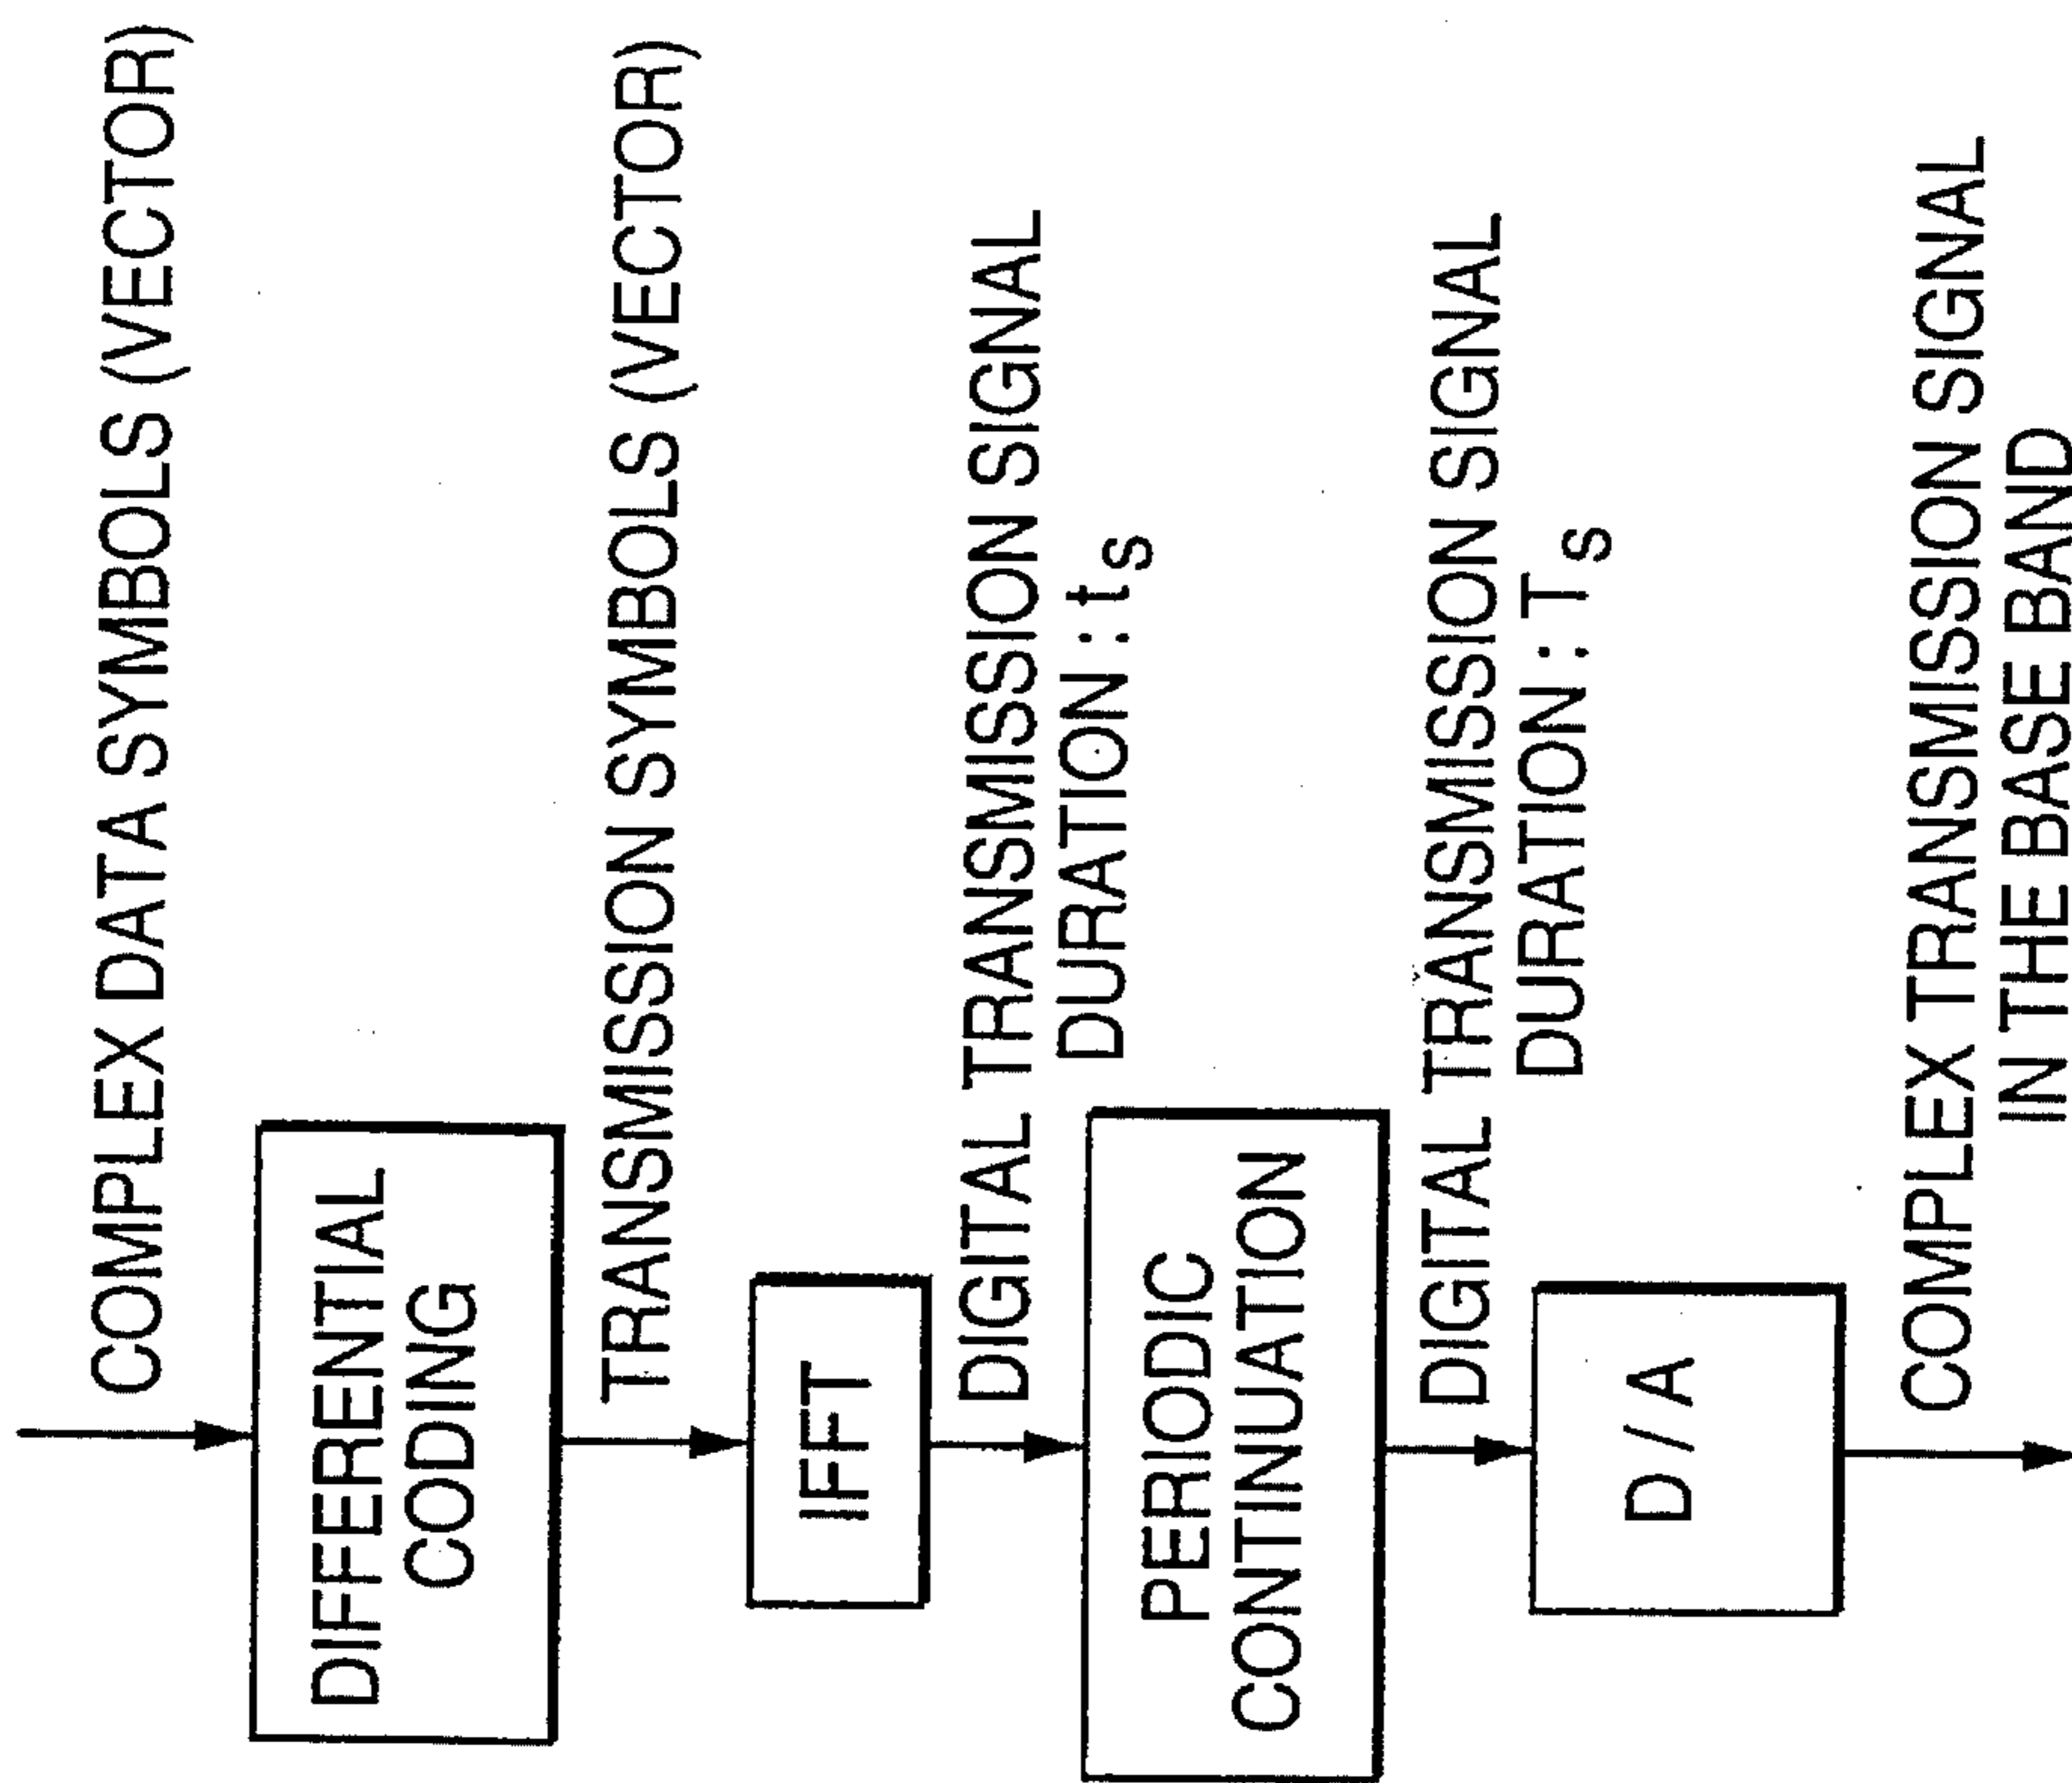 COMPLEX DATA SYMBOLS (VECTOR)
DIFFERENTIAL
CODING
TRANSMISSION SYMBOLS (VECTOR)
IFFT
DIGITAL TRANSMISSION SIGNAL
DURATION : ts
PERIODIC
CONTINUATION
DIGITAL TRANSMISSION SIGNAL
DURATION : Ts
D/A
COMPLEX TRANSMISSION SIGNAL
IN THE BASE BAND